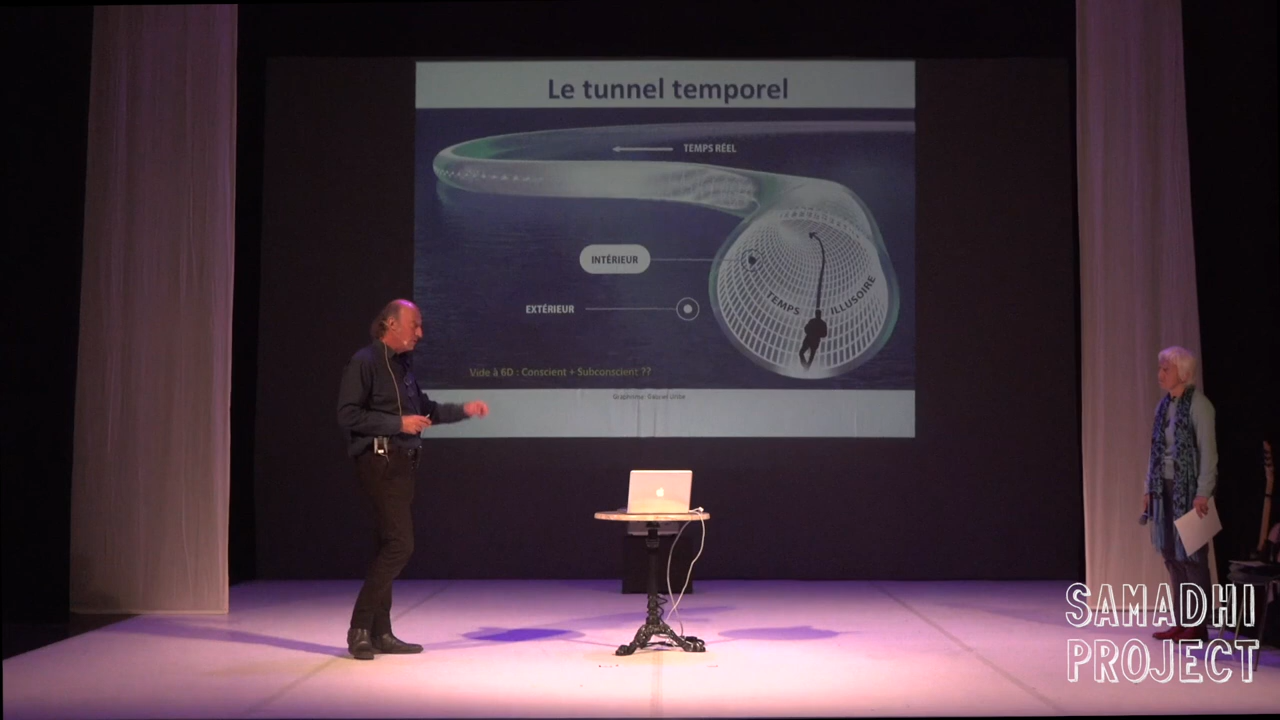 Le tunnel temporel
TEMPS RÉEL
INTÉRIEUR
TEMPS ILLUSOIRE
EXTÉRIEUR
Vide à 6D : Conscient + Subconscient ??
SAMADHI
PROJECT